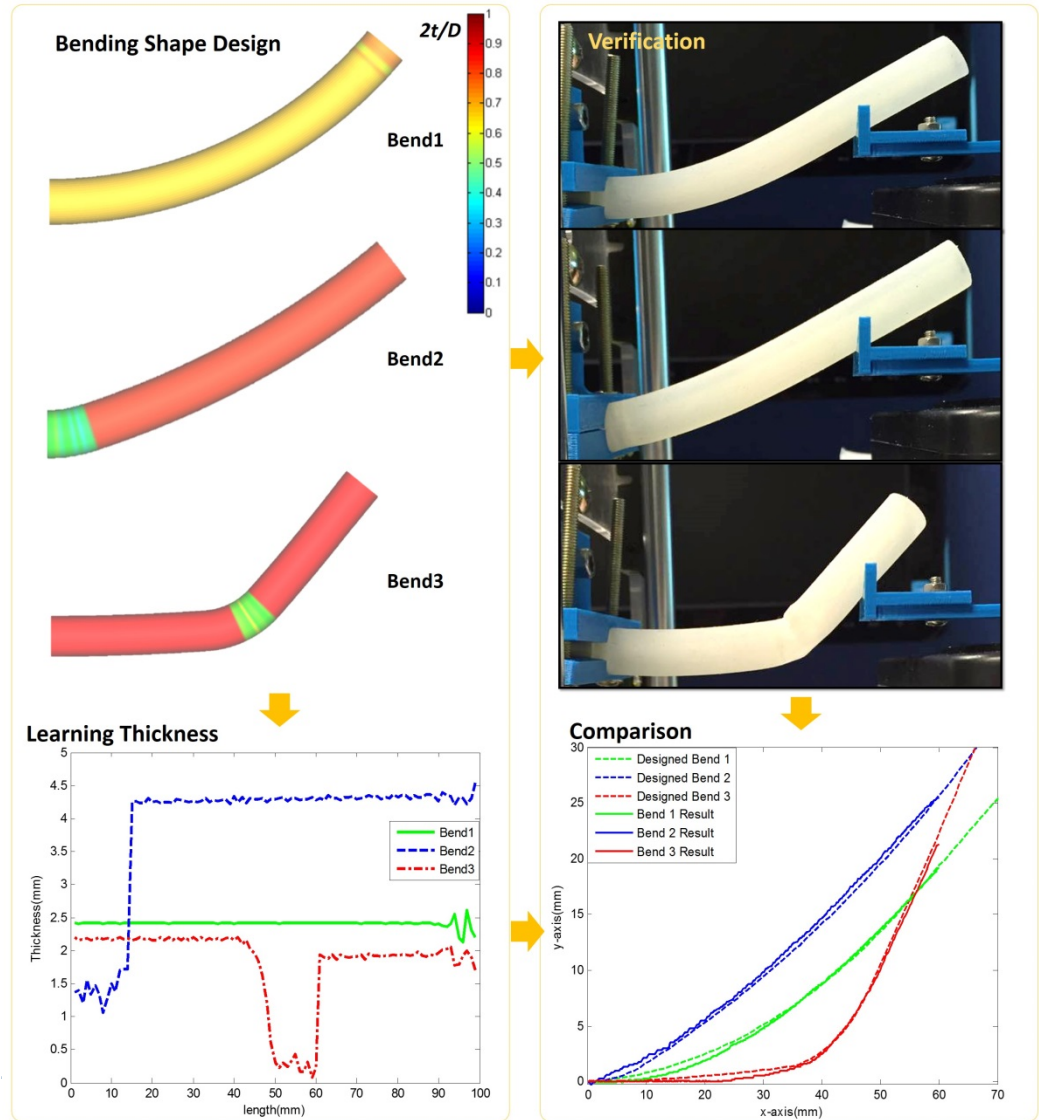 Bending Shape Design
2t/D
1
0.9
0.8
0.7
0.6
0.5
0.4
0.3
0.2
0.1
0
Bend1
Bend2
Bend3
Verification
Learning Thickness
5
4.5
4
3.5
3
2.5
2
1.5
1
0.5
0
Thickness(mm)
Bend1
Bend2
Bend3
0 10 20 30 40 50 60 70 80 90 100
length(mm)
Comparison
30
25
20
15
10
5
0
y-axis(mm)
Designed Bend 1
Designed Bend 2
Designed Bend 3
Bend 1 Result
Bend 2 Result
Bend 3 Result
0 10 20 30 40 50 60 70
x-axis(mm)